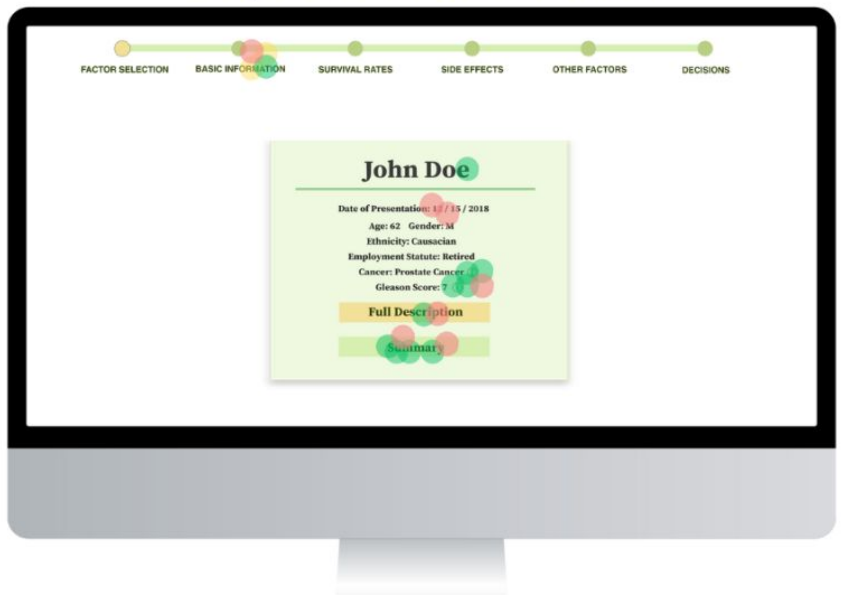 FACTOR SELECTION
BASIC INFORMATION
SURVIVAL RATES
SIDE EFFECTS
OTHER FACTORS
DECISIONS
John Doe
Date of Presentation: 12 / 15 / 2018
Age: 62 Gender: M
Ethnicity: Causacian
Employment Statute: Retired
Cancer: Prostate Cancer
Gleason Score: 7
Full Description
Summary